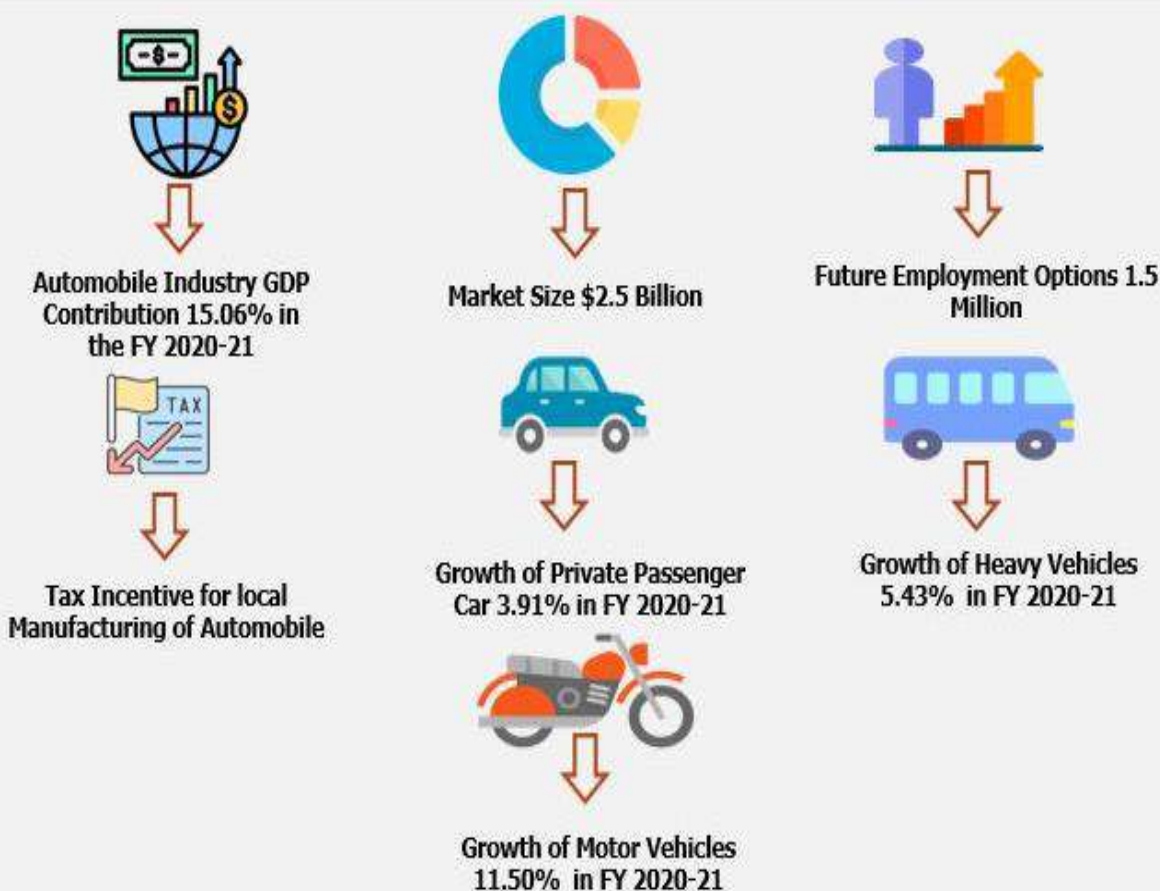 -$-
$
Automobile Industry GDP
Contribution 15.06% in
the FY 2020-21
Market Size $2.5 Billion
Future Employment Options 1.5
Million
TAX
Tax Incentive for local
Manufacturing of Automobile
Growth of Private Passenger
Car 3.91% in FY 2020-21
Growth of Heavy Vehicles
5.43% in FY 2020-21
Growth of Motor Vehicles
11.50% in FY 2020-21